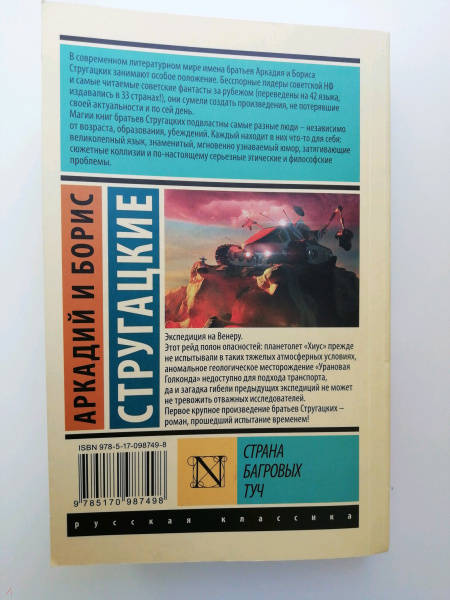 В современном литературном мире имена братьев Аркадия и Бориса
Стругацких занимают особое положение. Бесспорные лидеры советской НФ
и самые читаемые советские фантасты за рубежом (переведены на 42 языка,
издавались в 33 странах!), они сумели создать произведения, не потерявшие
своей актуальности и по сей день.
Магии книг братьев Стругацких подвластны самые разные люди – независимо
от возраста, образования, убеждений. Каждый находит в них что-то для себя:
великолепный язык, знаменитый, мгновенно узнаваемый юмор, затягивающие
сюжетные коллизии и по-настоящему серьезные этические и философские
проблемы.
АРКАДИЙ И БОРИС
СТРУГАЦКИЕ
Экспедиция на Венеру.
Этот рейд полон опасностей: планетолет «Хиус» прежде
не испытывали в таких тяжелых атмосферных условиях,
аномальное геологическое месторождение «Урановая
Голконда» недоступно для подхода транспорта,
да и загадка гибели предыдущих экспедиций не может
не тревожить отважных исследователей.
Первое крупное произведение братьев Стругацких –
роман, прошедший испытание временем!
ISBN 978-5-17-098749-8
9 785170 987498
N
СТРАНА
БАГРОВЫХ
ТУЧ
русская классика